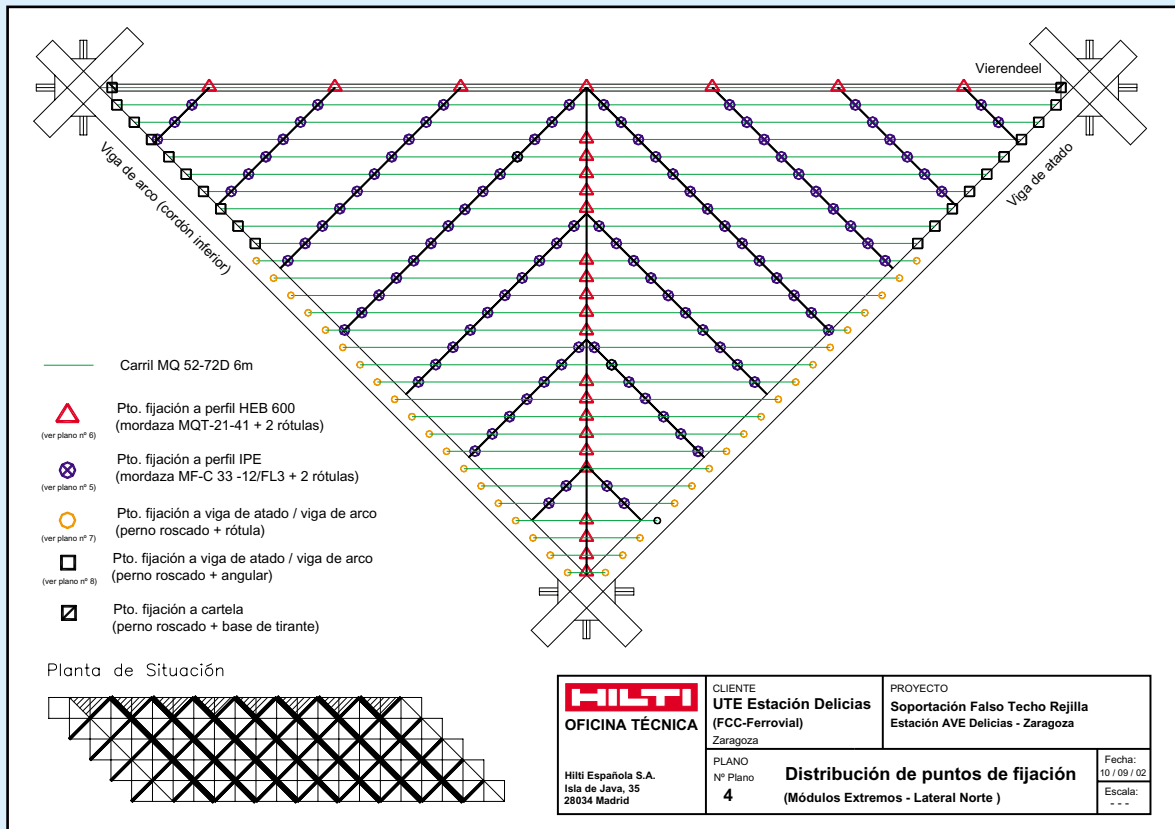 Vierendeel
Viga de arco (cordón inferior)
Viga de atado
Carril MQ 52-72D 6m
Pto. fijación a perfil HEB 600
(mordaza MQT-21-41 + 2 rótulas)
(ver plano nº 6)
Pto. fijación a perfil IPE
(mordaza MF-C 33 -12/FL3 + 2 rótulas)
(ver plano nº 5)
Pto. fijación a viga de atado / viga de arco
(perno roscado + rótula)
(ver plano nº 7)
Pto. fijación a viga de atado / viga de arco
(perno roscado + angular)
(ver plano nº 8)
Pto. fijación a cartela
(perno roscado + base de tirante)
Planta de Situación
HILTI
OFICINA TÉCNICA
Hilti Española S.A.
Isla de Java, 35
28034 Madrid
CLIENTE
UTE Estación Delicias
(FCC-Ferrovial)
Zaragoza
PROYECTO
Soportación Falso Techo Rejilla
Estación AVE Delicias - Zaragoza
PLANO
Nº Plano
4
Distribución de puntos de fijación
(Módulos Extremos - Lateral Norte )
Fecha:
10 / 09 / 02
Escala:
- - -